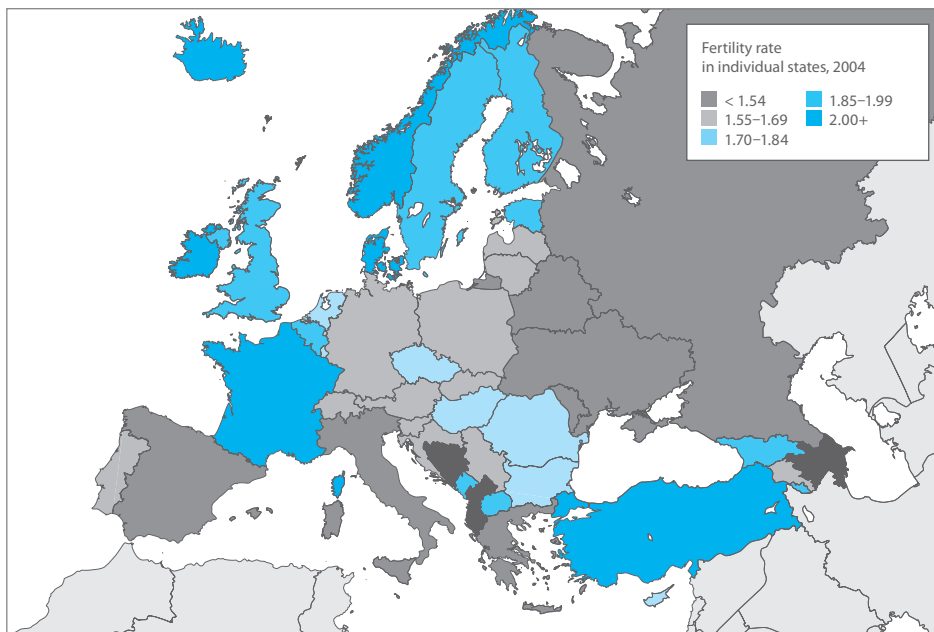 Fertility rate
in individual states, 2004
< 1.54
1.55–1.69
1.70–1.84
1.85–1.99
2.00+